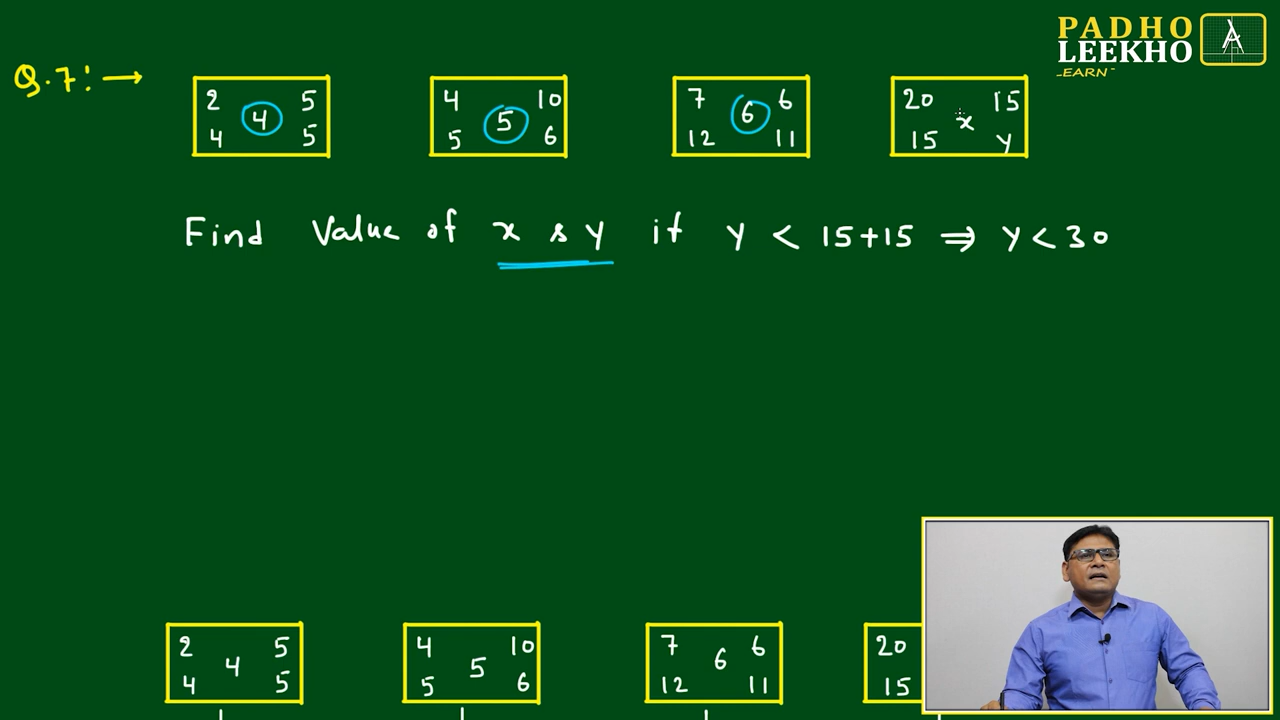 PADHO
LEEKHO
EARN
Q.7! →
2 5 4 10 7 6 20 15
4 5 6 x
4 5 5 6 12 11 15 y
Find Value of x & y if y < 15+15 ⇒ y < 30
2 5 4 10 7 6 20
4 5 6
4 5 5 6 12 11 15